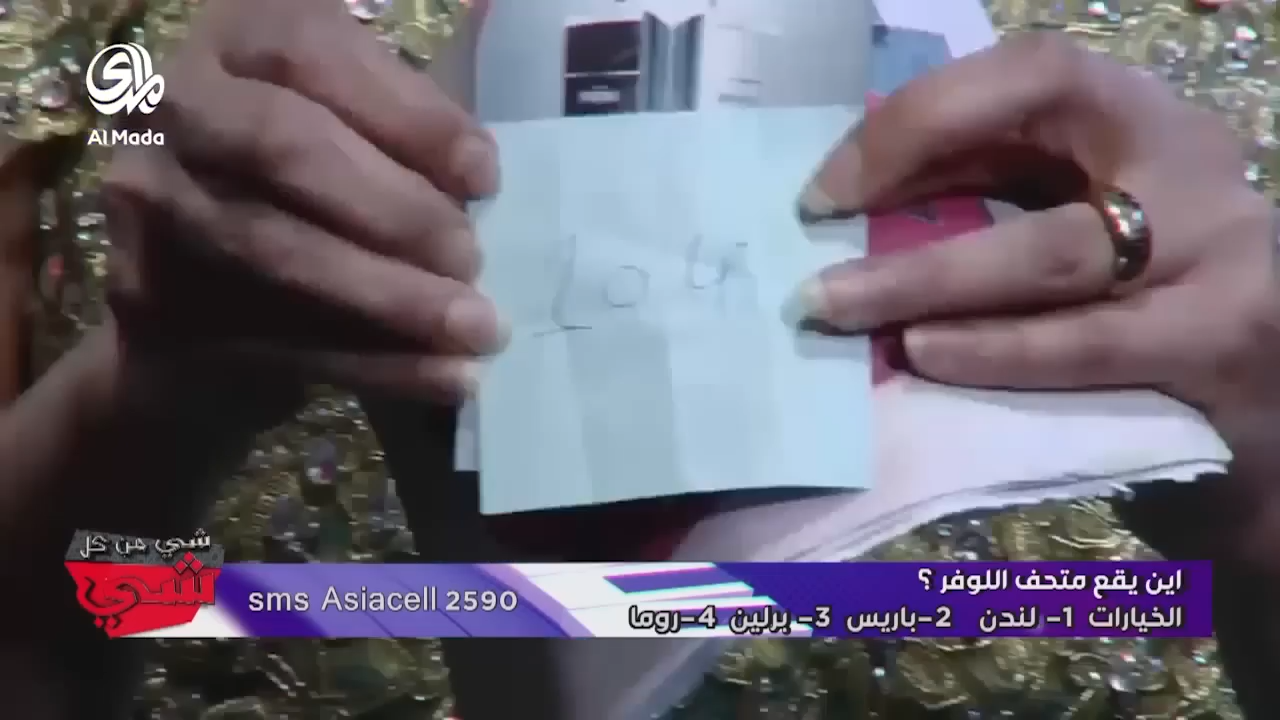 المدى
Al Mada
شي من كل
شي
sms Asiacell 2590
اين يقع متحف اللوفر ؟
الخيارات 1- لندن 2-باريس 3- برلين 4-روما